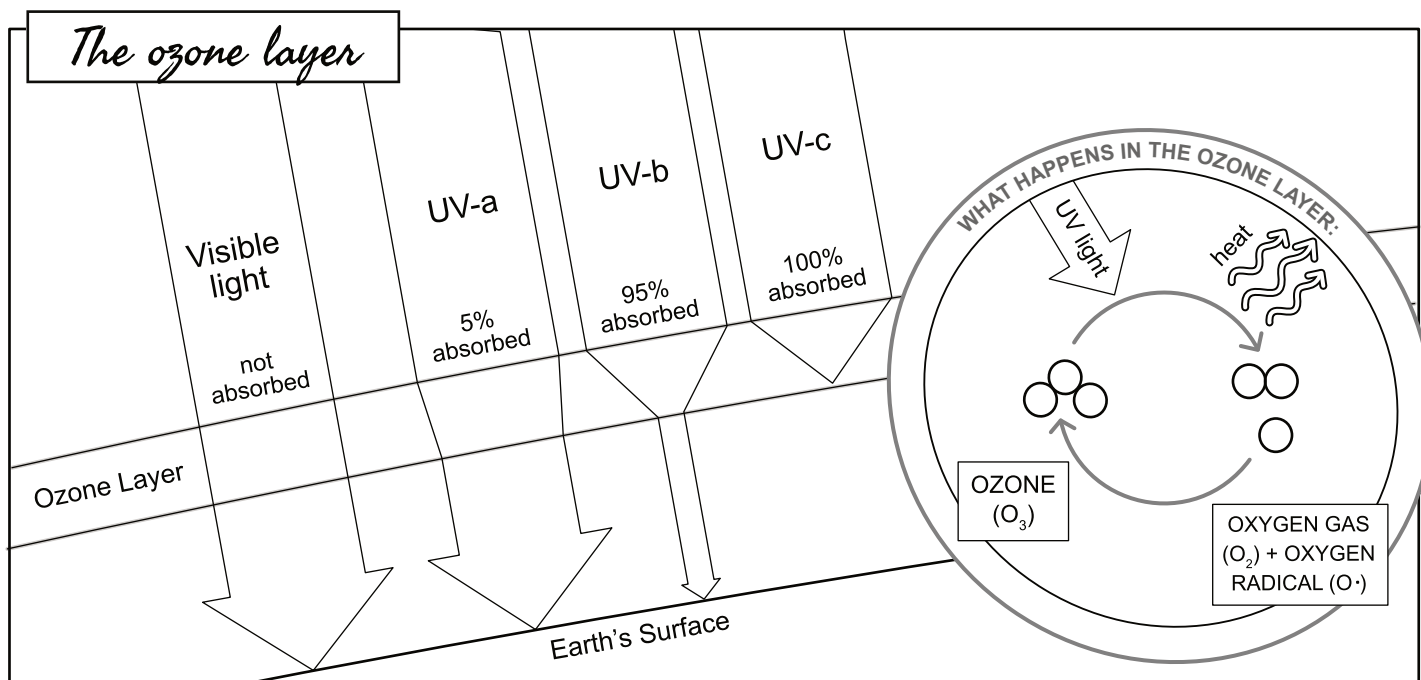 The ozone layer
Visible
light
not
absorbed
UV-a
5%
absorbed
UV-b
95%
absorbed
UV-c
100%
absorbed
Ozone Layer
Earth's Surface
WHAT HAPPENS IN THE OZONE LAYER:
UV light
heat
OZONE
(O₃)
OXYGEN GAS
(O₂) + OXYGEN
RADICAL (O·)